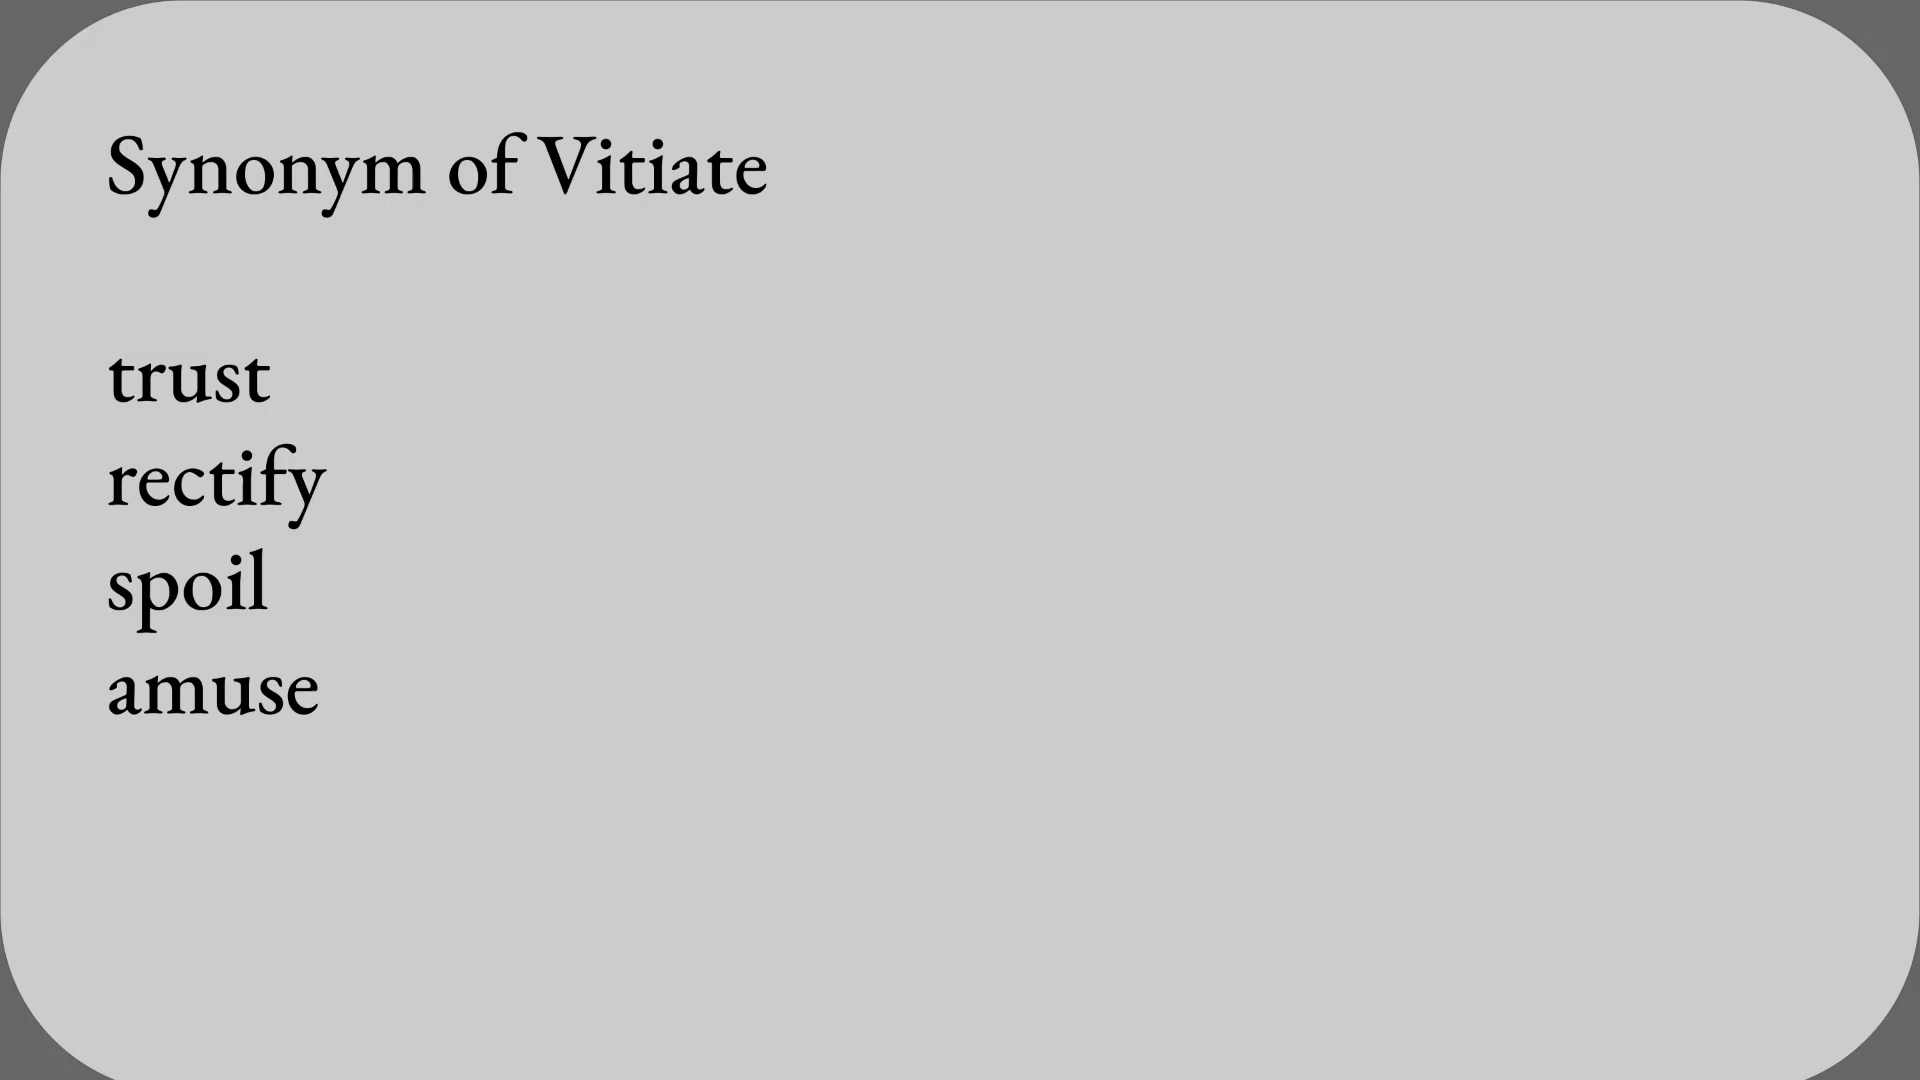 Synonym of Vitiate
trust
rectify
spoil
amuse